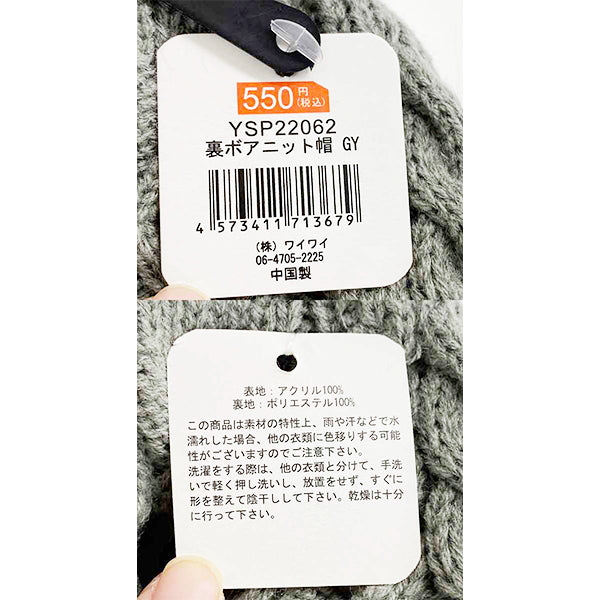 550円(税込)
YSP22062
裏ボアニット帽 GY
4 573411 713679
(株) ワイワイ
06-4705-2225
中国製
表地：アクリル100%
裏地：ポリエステル100%
この商品は素材の特性上、雨や汗などで水
濡れした場合、他の衣類に色移りする可能
性がございますのでご注意下さい。
洗濯をする際は、他の衣類と分けて、手洗
いで軽く押し洗いし、放置をせず、すぐに
形を整えて陰干しして下さい。乾燥は十分
に行って下さい。